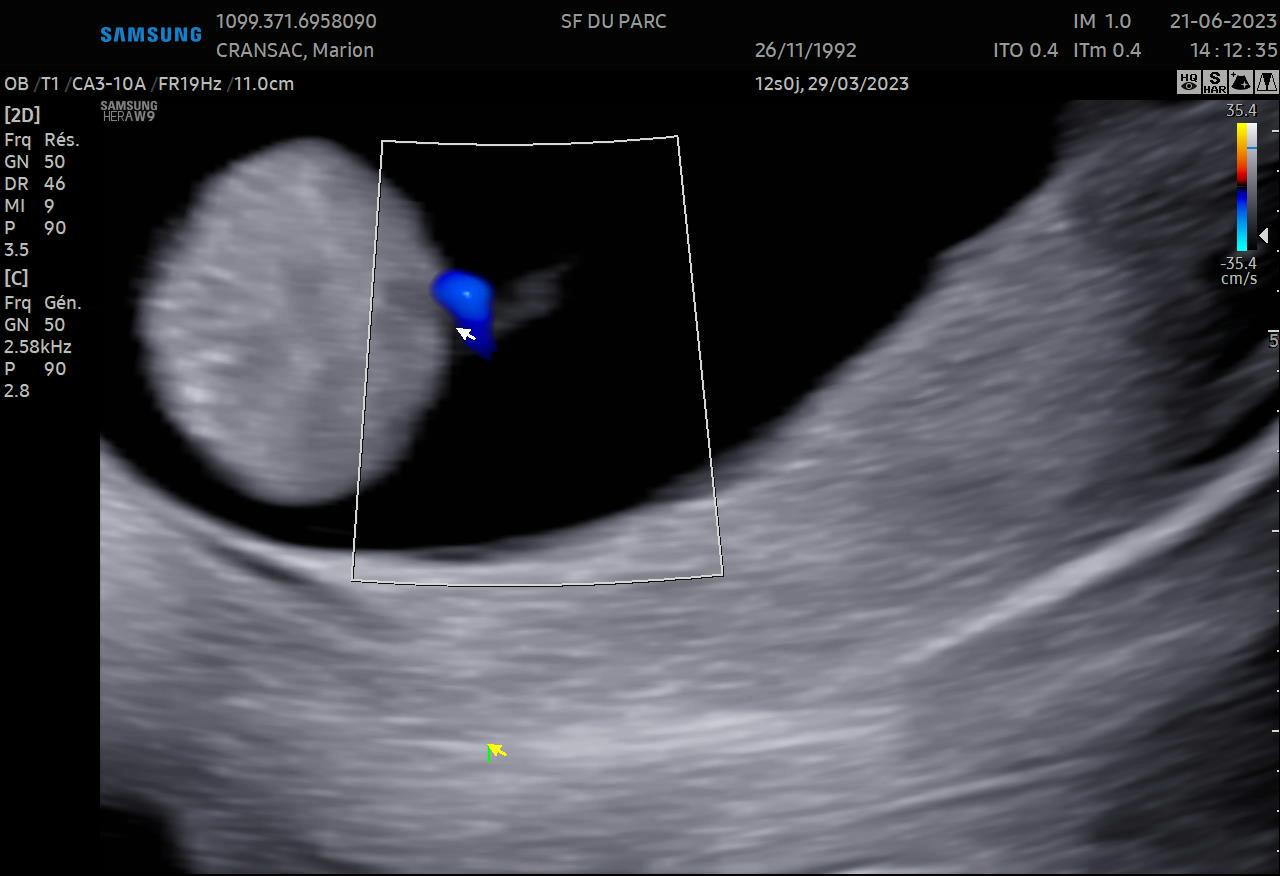 SAMSUNG 1099.371.6958090 SF DU PARC IM 1.0 21-06-2023
CRANSAC, Marion 26/11/1992 ITO 0.4 ITm 0.4 14:12:35
OB /T1 /CA3-10A /FR19Hz /11.0cm 12s0j, 29/03/2023
HQ S HAR
SAMSUNG
HERA W9
[2D]
Frq Rés.
GN 50
DR 46
MI 9
P 90
3.5
[C]
Frq Gén.
GN 50
2.58kHz
P 90
2.8
35.4
-35.4
cm/s
5